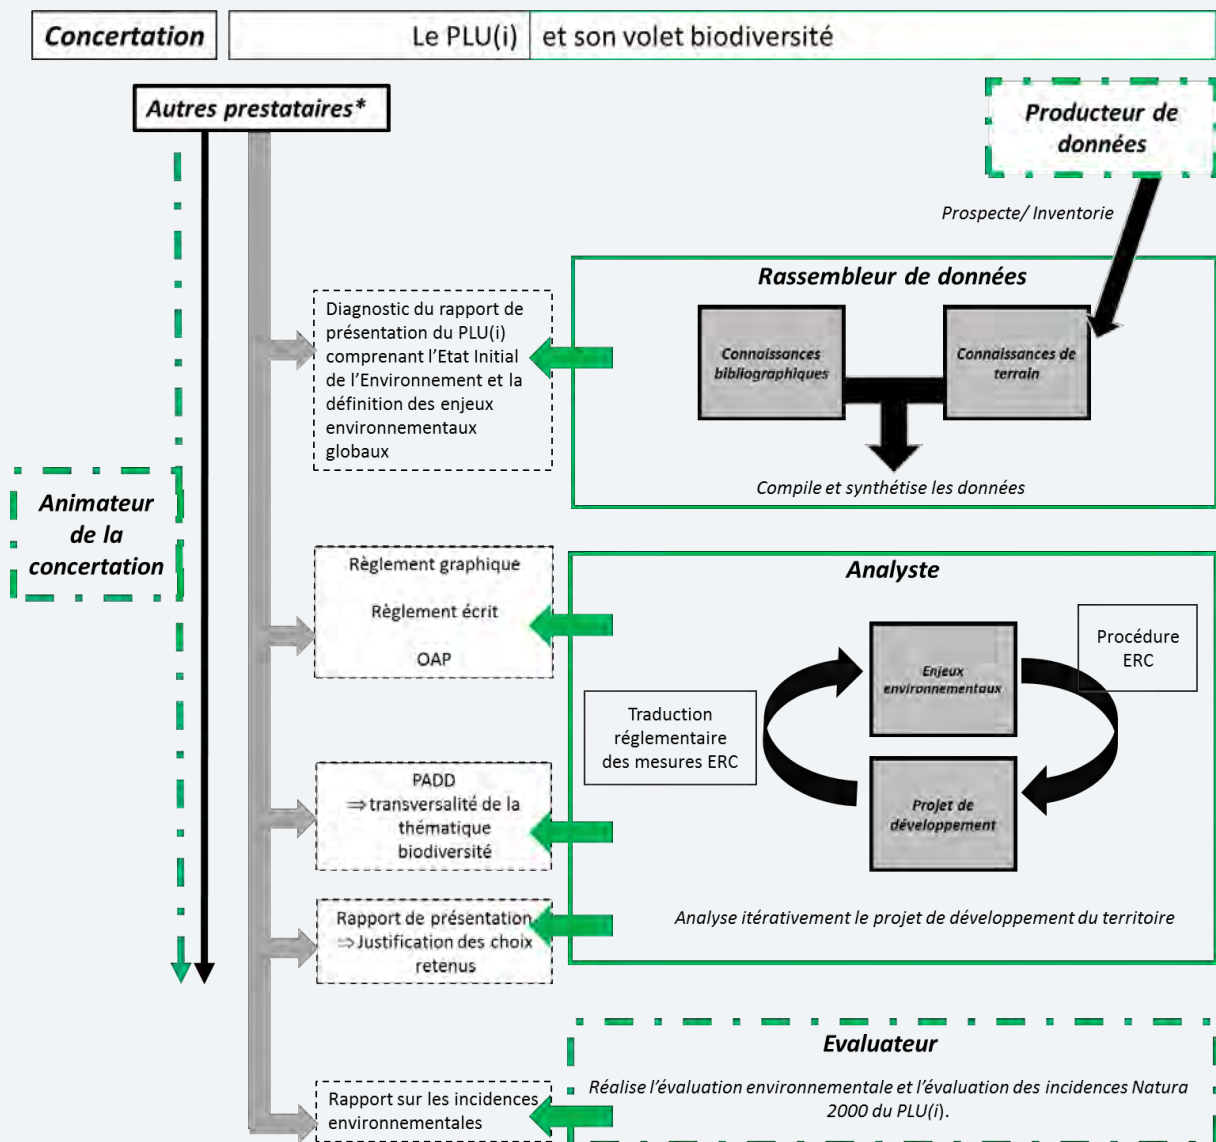 Concertation
Le PLU(i) et son volet biodiversité
Autres prestataires*
Producteur de
données
Prospecte/ Inventorie
Rassembleur de données
Connaissances
bibliographiques
Connaissances de
terrain
Compile et synthétise les données
Diagnostic du rapport de
présentation du PLU(i)
comprenant l’Etat Initial
de l’Environnement et la
définition des enjeux
environnementaux
globaux
Animateur
de la
concertation
Règlement graphique
Règlement écrit
OAP
Analyste
Procédure
ERC
Enjeux
environnementaux
Traduction
réglementaire
des mesures ERC
Projet de
développement
Analyse itérativement le projet de développement du territoire
PADD
⇒ transversalité de la
thématique
biodiversité
Rapport de présentation
⇒ Justification des choix
retenus
Evaluateur
Réalise l’évaluation environnementale et l’évaluation des incidences Natura
2000 du PLU(i).
Rapport sur les incidences
environnementales